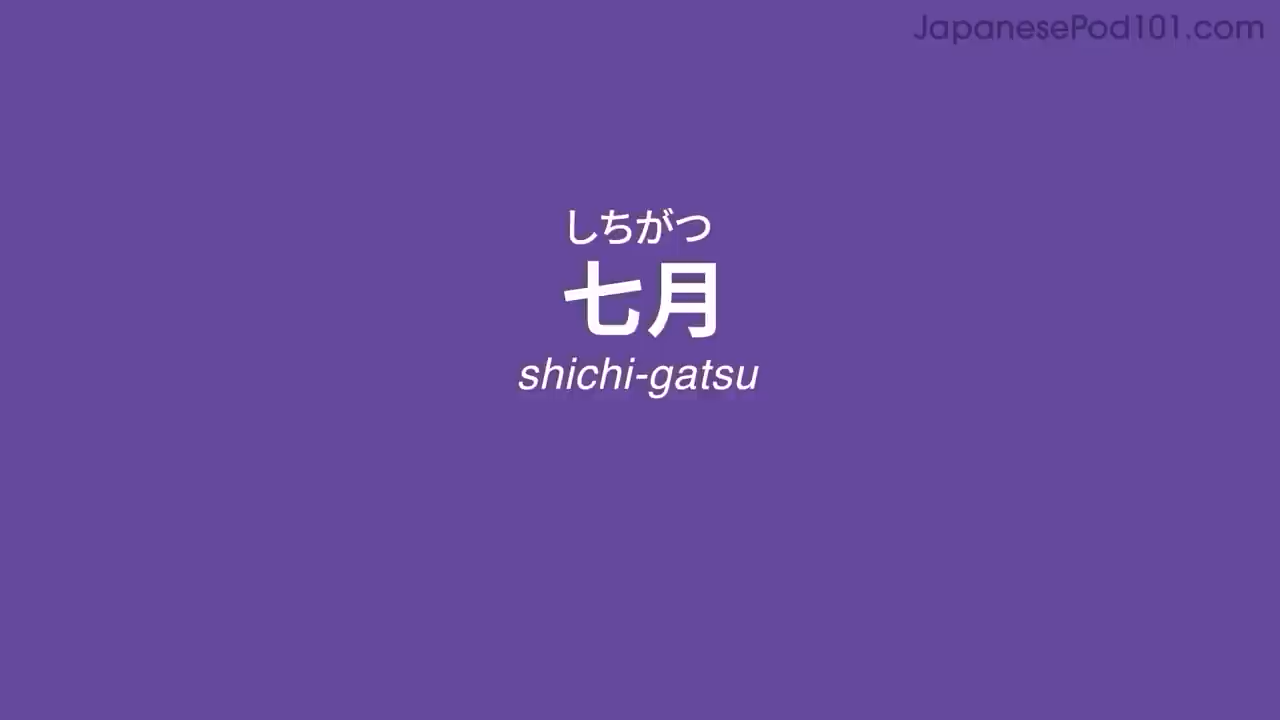 JapanesePod101.com
しちがつ
七月
shichi-gatsu